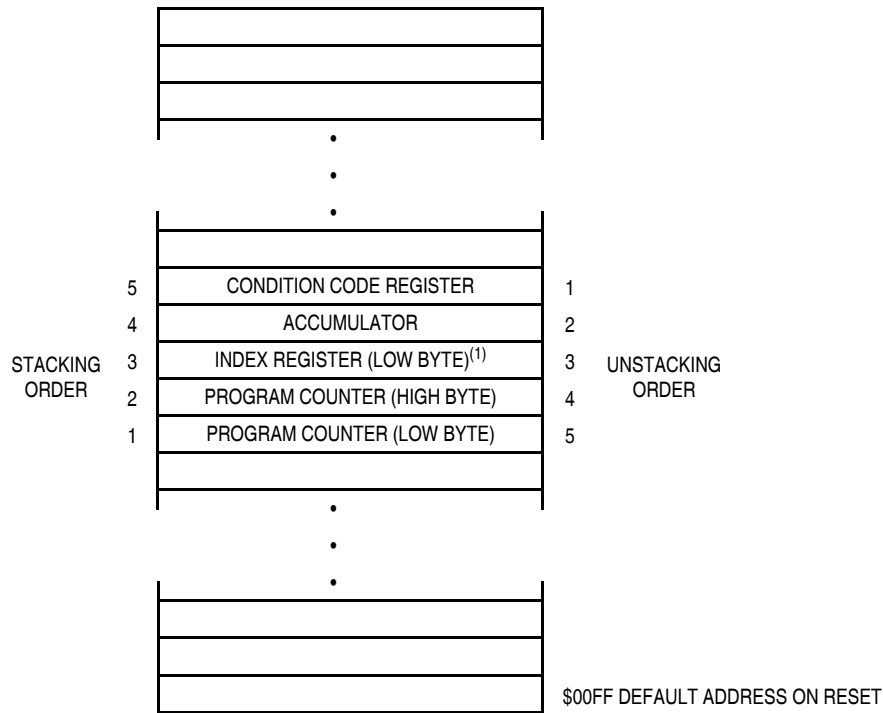 5 CONDITION CODE REGISTER 1
4 ACCUMULATOR 2
STACKING ORDER 3 INDEX REGISTER (LOW BYTE)(1) 3 UNSTACKING ORDER
2 PROGRAM COUNTER (HIGH BYTE) 4
1 PROGRAM COUNTER (LOW BYTE) 5
$00FF DEFAULT ADDRESS ON RESET